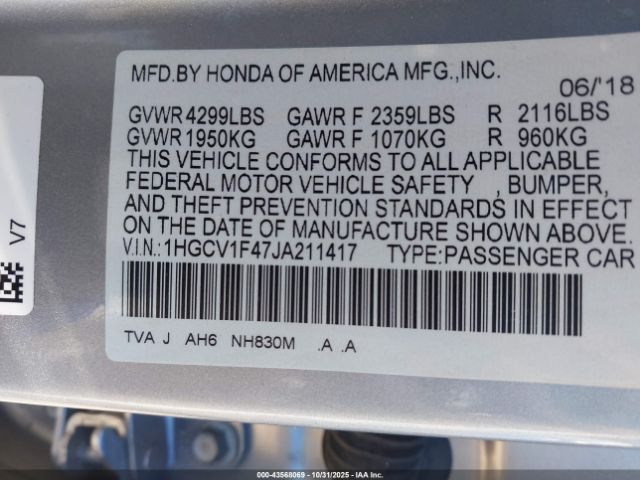 MFD.BY HONDA OF AMERICA MFG.,INC.
06/'18
GVWR 4299LBS GAWR F 2359LBS R 2116LBS
GVWR 1950KG GAWR F 1070KG R 960KG
THIS VEHICLE CONFORMS TO ALL APPLICABLE
FEDERAL MOTOR VEHICLE SAFETY , BUMPER,
AND THEFT PREVENTION STANDARDS IN EFFECT
ON THE DATE OF MANUFACTURE SHOWN ABOVE.
V.I.N.:1HGCV1F47JA211417 TYPE:PASSENGER CAR
TVA J AH6 NH830M .A .A
V7
000-43568069 - 10/31/2025 - IAA Inc.